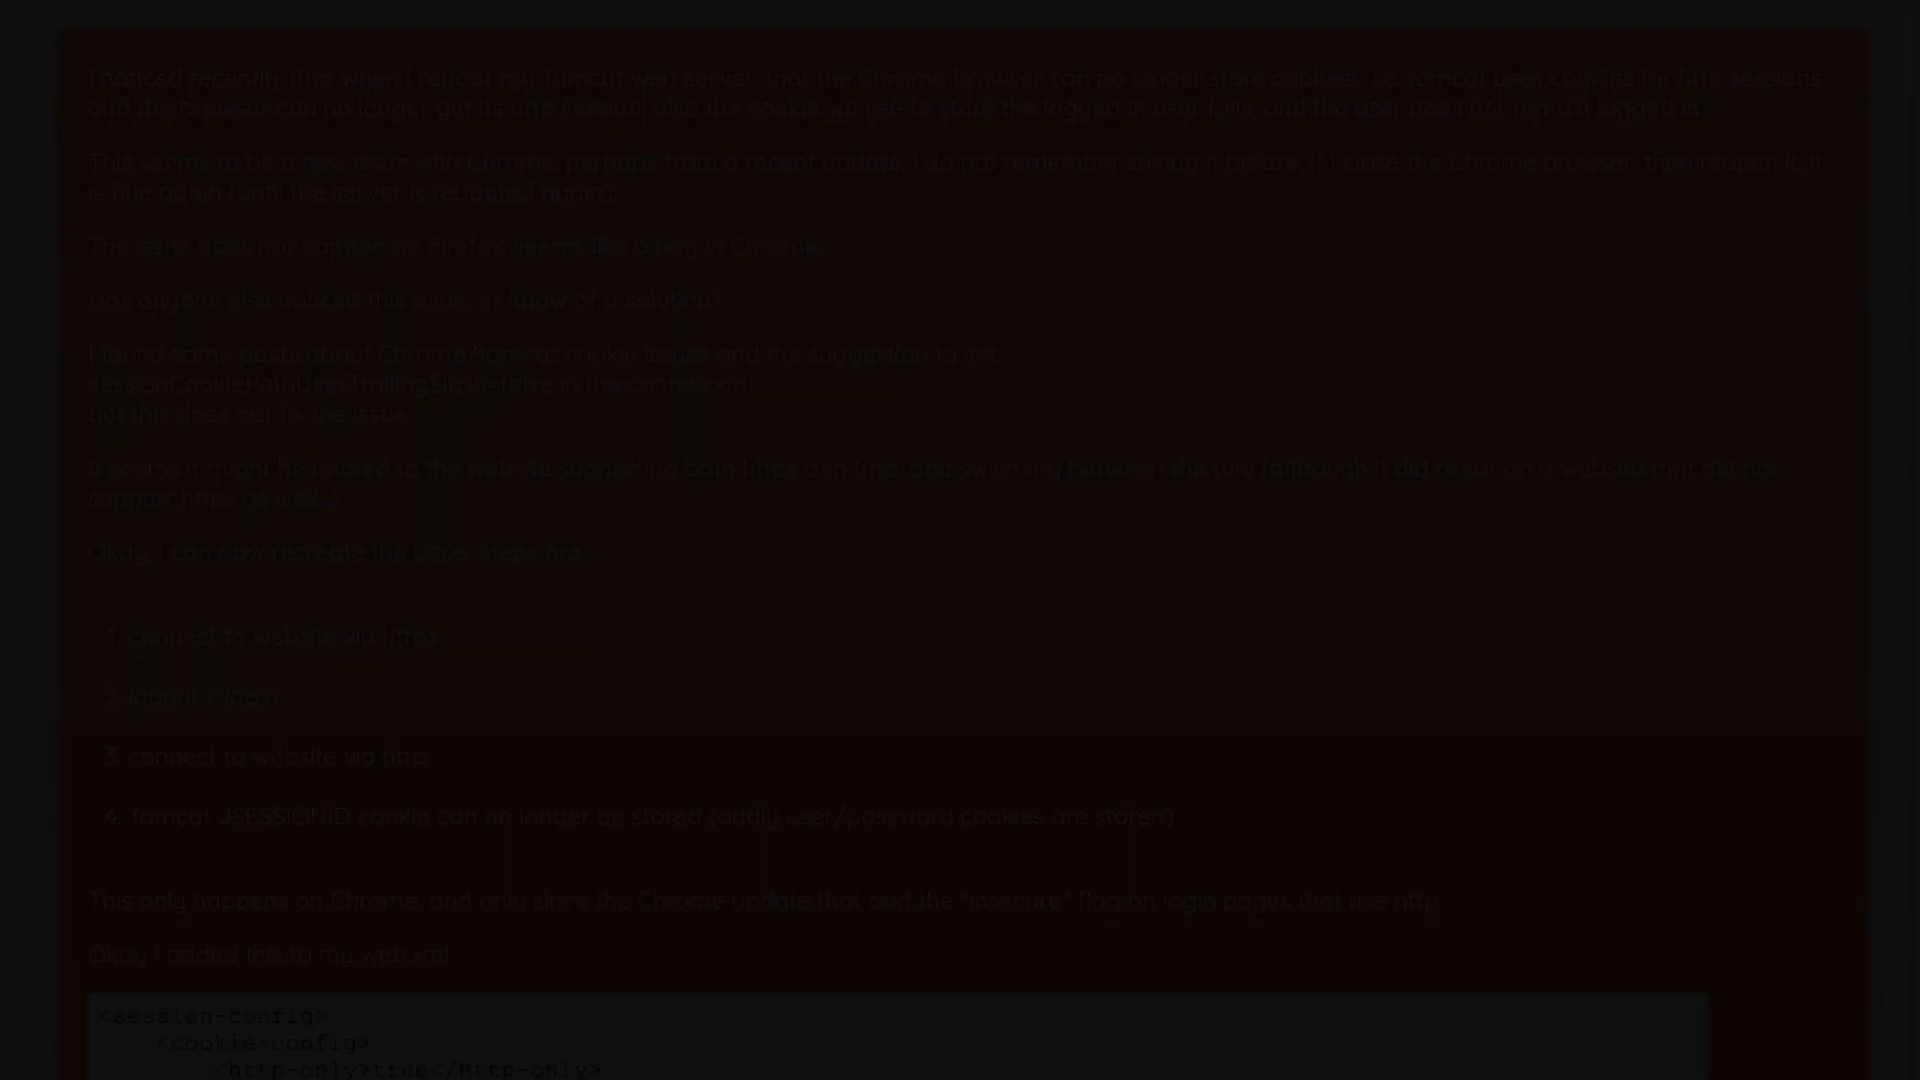 I noticed recently, that when I reboot my Tomcat web server, that the Chrome browser can no longer store cookies. i.e. tomcat uses cookies for http sessions,
and the browser can no longer get its http session, also the cookie we use to store the logged in user fails, and the user does not remain logged in.
This seems to be a new issue with Chrome, perhaps from a recent update, I do not remember seeing it before. If I close the Chrome browser, then reopen it, it
is fine again (until the server is rebooted again).
The issue does not happen on Firefox, seems like a bug in Chrome.
Has anyone else noticed this issue, or know of a solution?
I found some posts about Chrome/tomcat cookie issues and the suggestion to set
sessionCookiePathUsesTrailingSlash=false in the context.xml
but this does not fix the issue.
It seems it might be related to the website supporting both https and http, and switching between the two (although it did occur on a website that did not
support https as well...)
Okay, I can now recreate the issue, steps are,
1. connect to website via https
2. logout / login
3. connect to website via http
4. Tomcat JSESSIONID cookie can no longer be stored (oddly user/password cookies are stored)
This only happens on Chrome, and only since the Chrome update that add the "insecure" flag on login pages that use http
Okay I added this to my web.xml
<session-config>
<cookie-config>
<http-only>true</http-only>